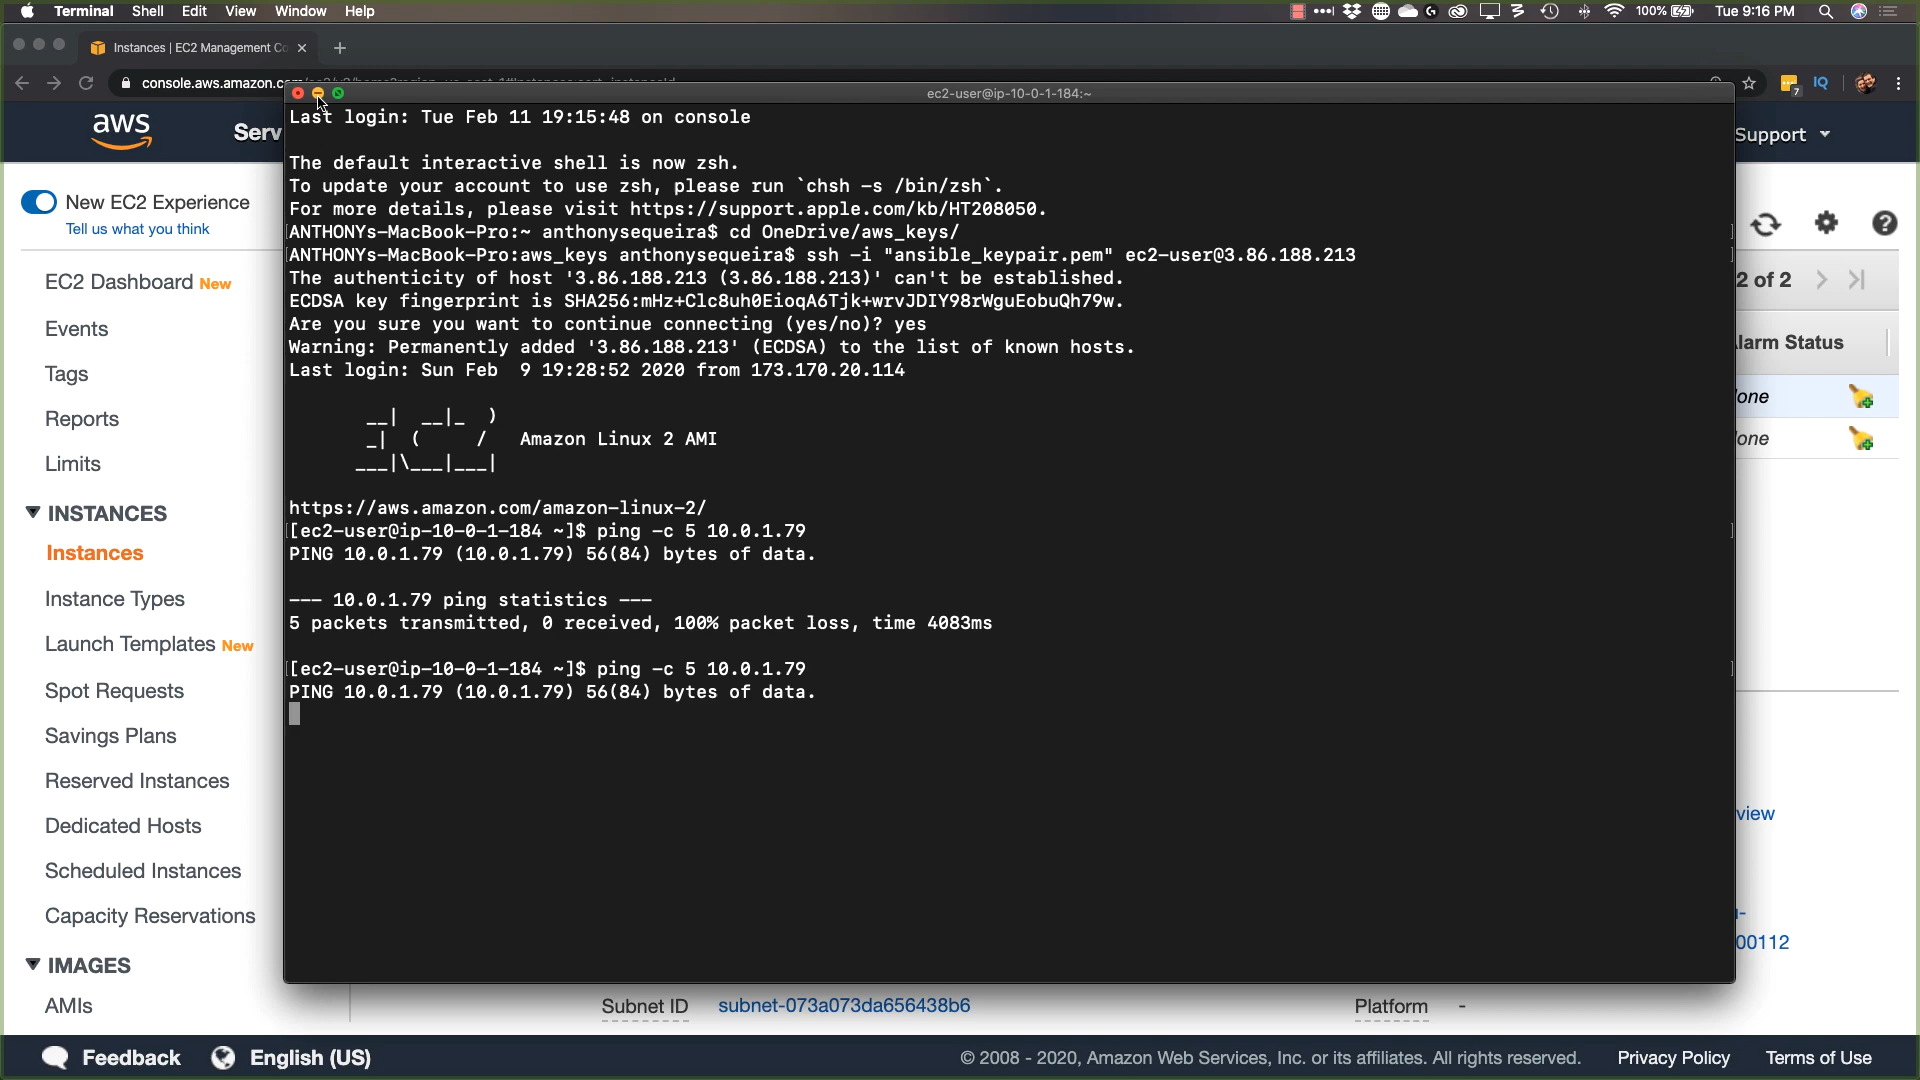 Terminal Shell Edit View Window Help 100% Tue 9:16 PM
Instances | EC2 Management Co
console.aws.amazon.c
7 IQ
ec2-user@ip-10-0-1-184:~
aws Serv Support
New EC2 Experience
Tell us what you think
EC2 Dashboard New
Events
Tags
Reports
Limits
INSTANCES
Instances
Instance Types
Launch Templates New
Spot Requests
Savings Plans
Reserved Instances
Dedicated Hosts
Scheduled Instances
Capacity Reservations
IMAGES
AMIs
Last login: Tue Feb 11 19:15:48 on console
The default interactive shell is now zsh.
To update your account to use zsh, please run `chsh -s /bin/zsh`.
For more details, please visit https://support.apple.com/kb/HT208050.
[ANTHONYs-MacBook-Pro:~ anthonysequeira$ cd OneDrive/aws_keys/ ]
[ANTHONYs-MacBook-Pro:aws_keys anthonysequeira$ ssh -i "ansible_keypair.pem" ec2-user@3.86.188.213 ]
The authenticity of host '3.86.188.213 (3.86.188.213)' can't be established.
ECDSA key fingerprint is SHA256:mHz+Clc8uh0EioqA6Tjk+wrvJDIY98rWguEobuQh79w.
Are you sure you want to continue connecting (yes/no)? yes
Warning: Permanently added '3.86.188.213' (ECDSA) to the list of known hosts.
Last login: Sun Feb  9 19:28:52 2020 from 173.170.20.114
__|  __|_  )
_|  (     /   Amazon Linux 2 AMI
___|\___|___|
https://aws.amazon.com/amazon-linux-2/
[[ec2-user@ip-10-0-1-184 ~]$ ping -c 5 10.0.1.79 ]
PING 10.0.1.79 (10.0.1.79) 56(84) bytes of data.
--- 10.0.1.79 ping statistics ---
5 packets transmitted, 0 received, 100% packet loss, time 4083ms
[[ec2-user@ip-10-0-1-184 ~]$ ping -c 5 10.0.1.79 ]
PING 10.0.1.79 (10.0.1.79) 56(84) bytes of data.
2 of 2
larm Status
one
one
view
00112
Subnet ID subnet-073a073da656438b6 Platform -
Feedback English (US) © 2008 - 2020, Amazon Web Services, Inc. or its affiliates. All rights reserved. Privacy Policy Terms of Use